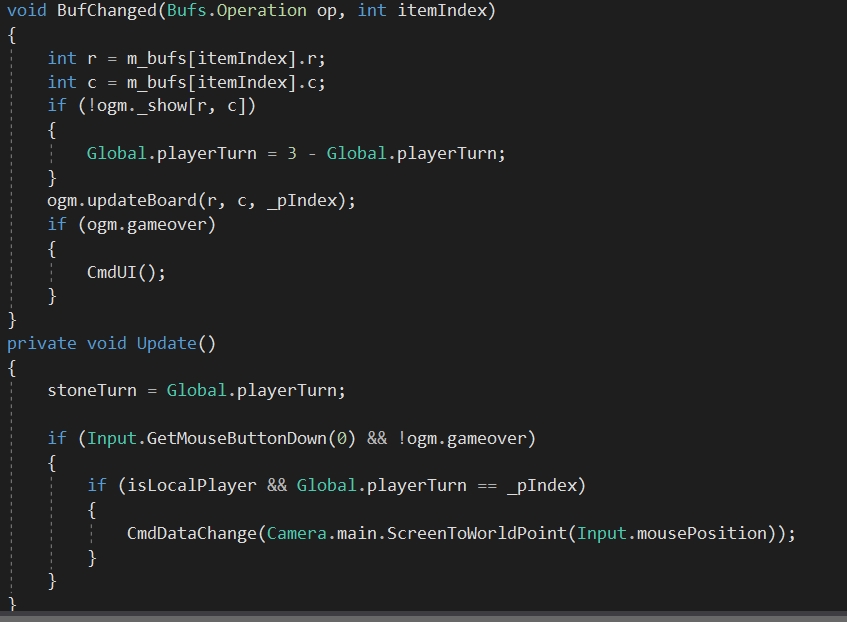 void BufChanged(Bufs.Operation op, int itemIndex)
{
    int r = m_bufs[itemIndex].r;
    int c = m_bufs[itemIndex].c;
    if (!ogm._show[r, c])
    {
        Global.playerTurn = 3 - Global.playerTurn;
    }
    ogm.updateBoard(r, c, _pIndex);
    if (ogm.gameover)
    {
        CmdUI();
    }
}
private void Update()
{
    stoneTurn = Global.playerTurn;

    if (Input.GetMouseButtonDown(0) && !ogm.gameover)
    {
        if (isLocalPlayer && Global.playerTurn == _pIndex)
        {
            CmdDataChange(Camera.main.ScreenToWorldPoint(Input.mousePosition));
        }
    }
}